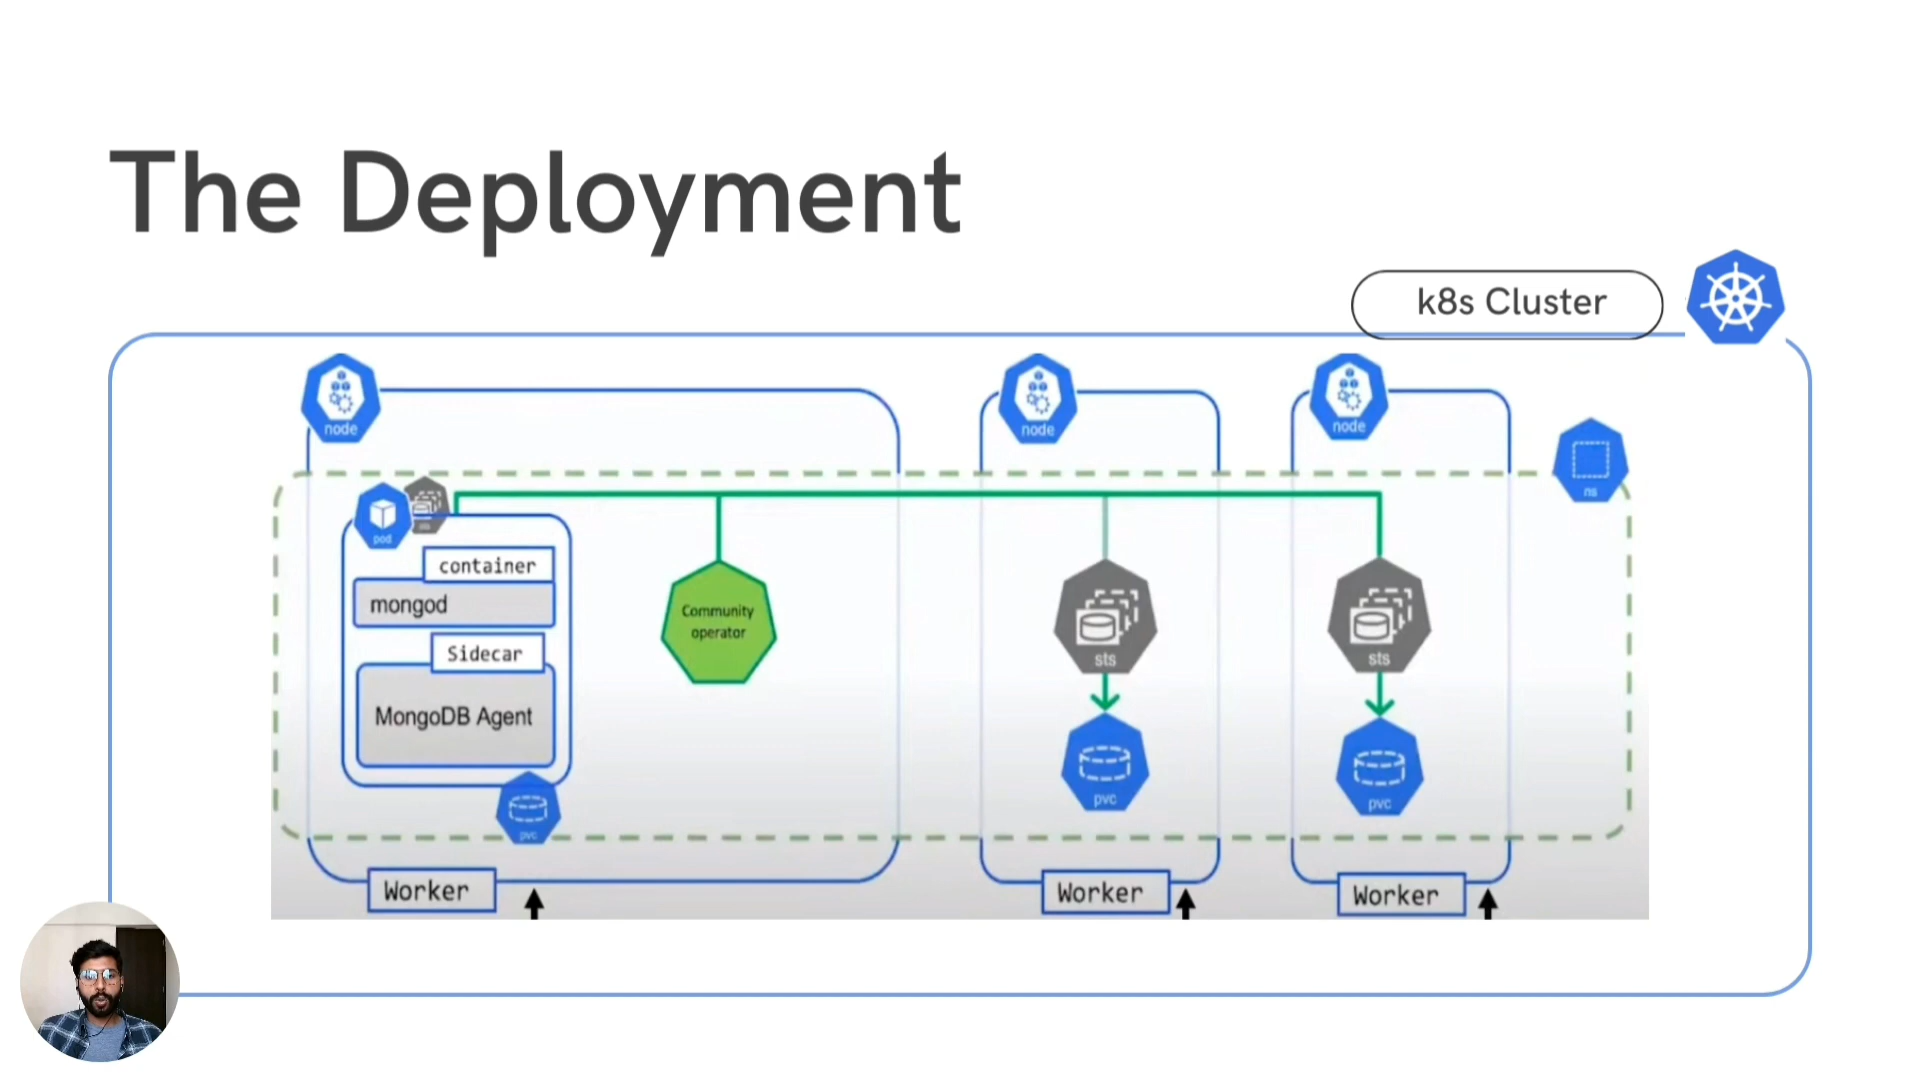 The Deployment
k8s Cluster
node
node
node
ns
pod
sts
container
mongod
Sidecar
MongoDB Agent
pvc
Community
operator
sts
pvc
sts
pvc
Worker
Worker
Worker